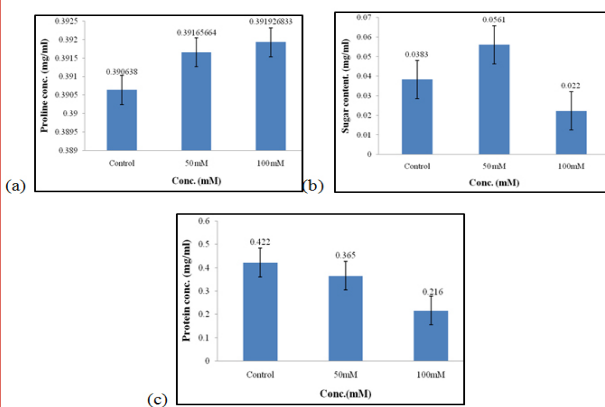 0.3925
0.392
0.3915
0.391
0.3905
0.39
0.3895
0.389
Proline conc. (mg/ml)
0.390638
0.39165664
0.391926833
Control 50mM 100mM
Conc. (mM)
(a)
0.07
0.06
0.05
0.04
0.03
0.02
0.01
0
Sugar content. (mg/ml)
0.0383
0.0561
0.022
Control 50 mM 100mM
Conc. (mM)
(b)
0.6
0.5
0.4
0.3
0.2
0.1
0
Protein conc. (mg/ml)
0.422
0.365
0.216
Control 50mM 100mM
Conc.(mM)
(c)